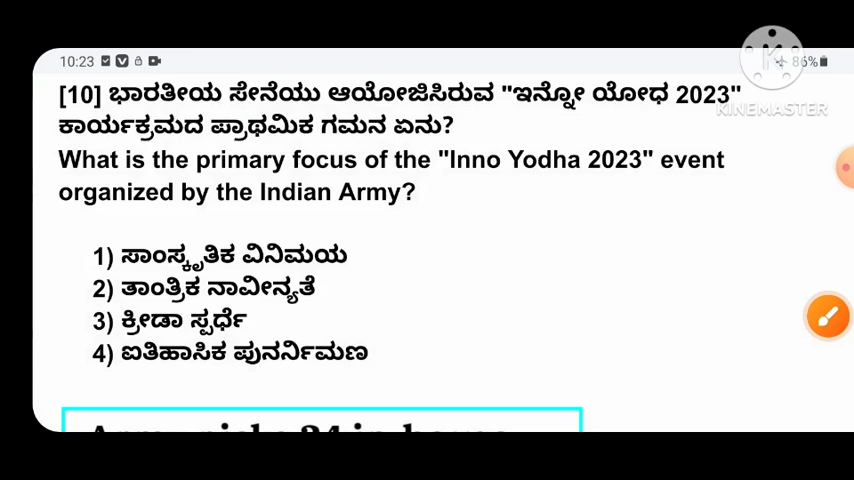 10:23
86%
KINEMASTER
[10] ಭಾರತೀಯ ಸೇನೆಯು ಆಯೋಜಿಸಿರುವ "ಇನ್ನೋ ಯೋಧ 2023"
ಕಾರ್ಯಕ್ರಮದ ಪ್ರಾಥಮಿಕ ಗಮನ ಏನು?
What is the primary focus of the "Inno Yodha 2023" event
organized by the Indian Army?
1) ಸಾಂಸ್ಕೃತಿಕ ವಿನಿಮಯ
2) ತಾಂತ್ರಿಕ ನಾವೀನ್ಯತೆ
3) ಕ್ರೀಡಾ ಸ್ಪರ್ಧೆ
4) ಐತಿಹಾಸಿಕ ಪುನರ್ನಿಮಣ